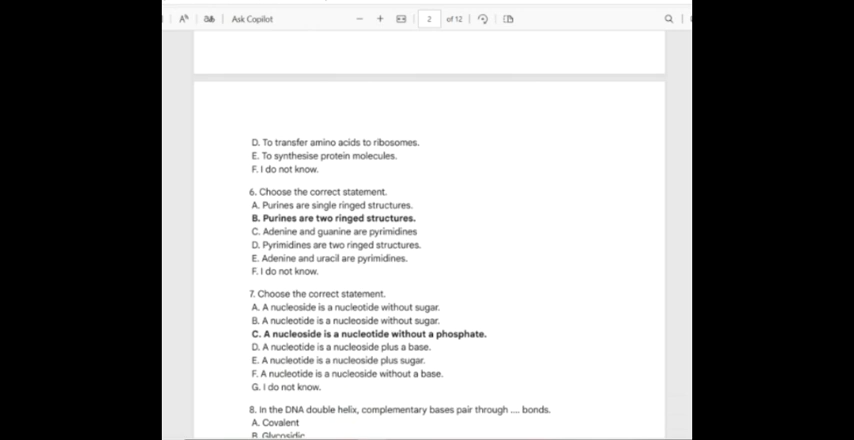 Ask Copilot
2 of 12
D. To transfer amino acids to ribosomes.
E. To synthesise protein molecules.
F. I do not know.
6. Choose the correct statement.
A. Purines are single ringed structures.
B. Purines are two ringed structures.
C. Adenine and guanine are pyrimidines
D. Pyrimidines are two ringed structures.
E. Adenine and uracil are pyrimidines.
F. I do not know.
7. Choose the correct statement.
A. A nucleoside is a nucleotide without sugar.
B. A nucleotide is a nucleoside without sugar.
C. A nucleoside is a nucleotide without a phosphate.
D. A nucleotide is a nucleoside plus a base.
E. A nucleotide is a nucleoside plus sugar.
F. A nucleotide is a nucleoside without a base.
G. I do not know.
8. In the DNA double helix, complementary bases pair through .... bonds.
A. Covalent
B. Glycosidic